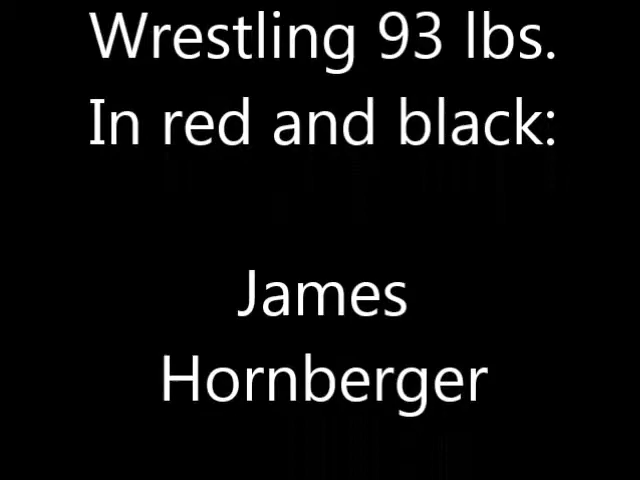 Wrestling 93 lbs.
In red and black:
James
Hornberger